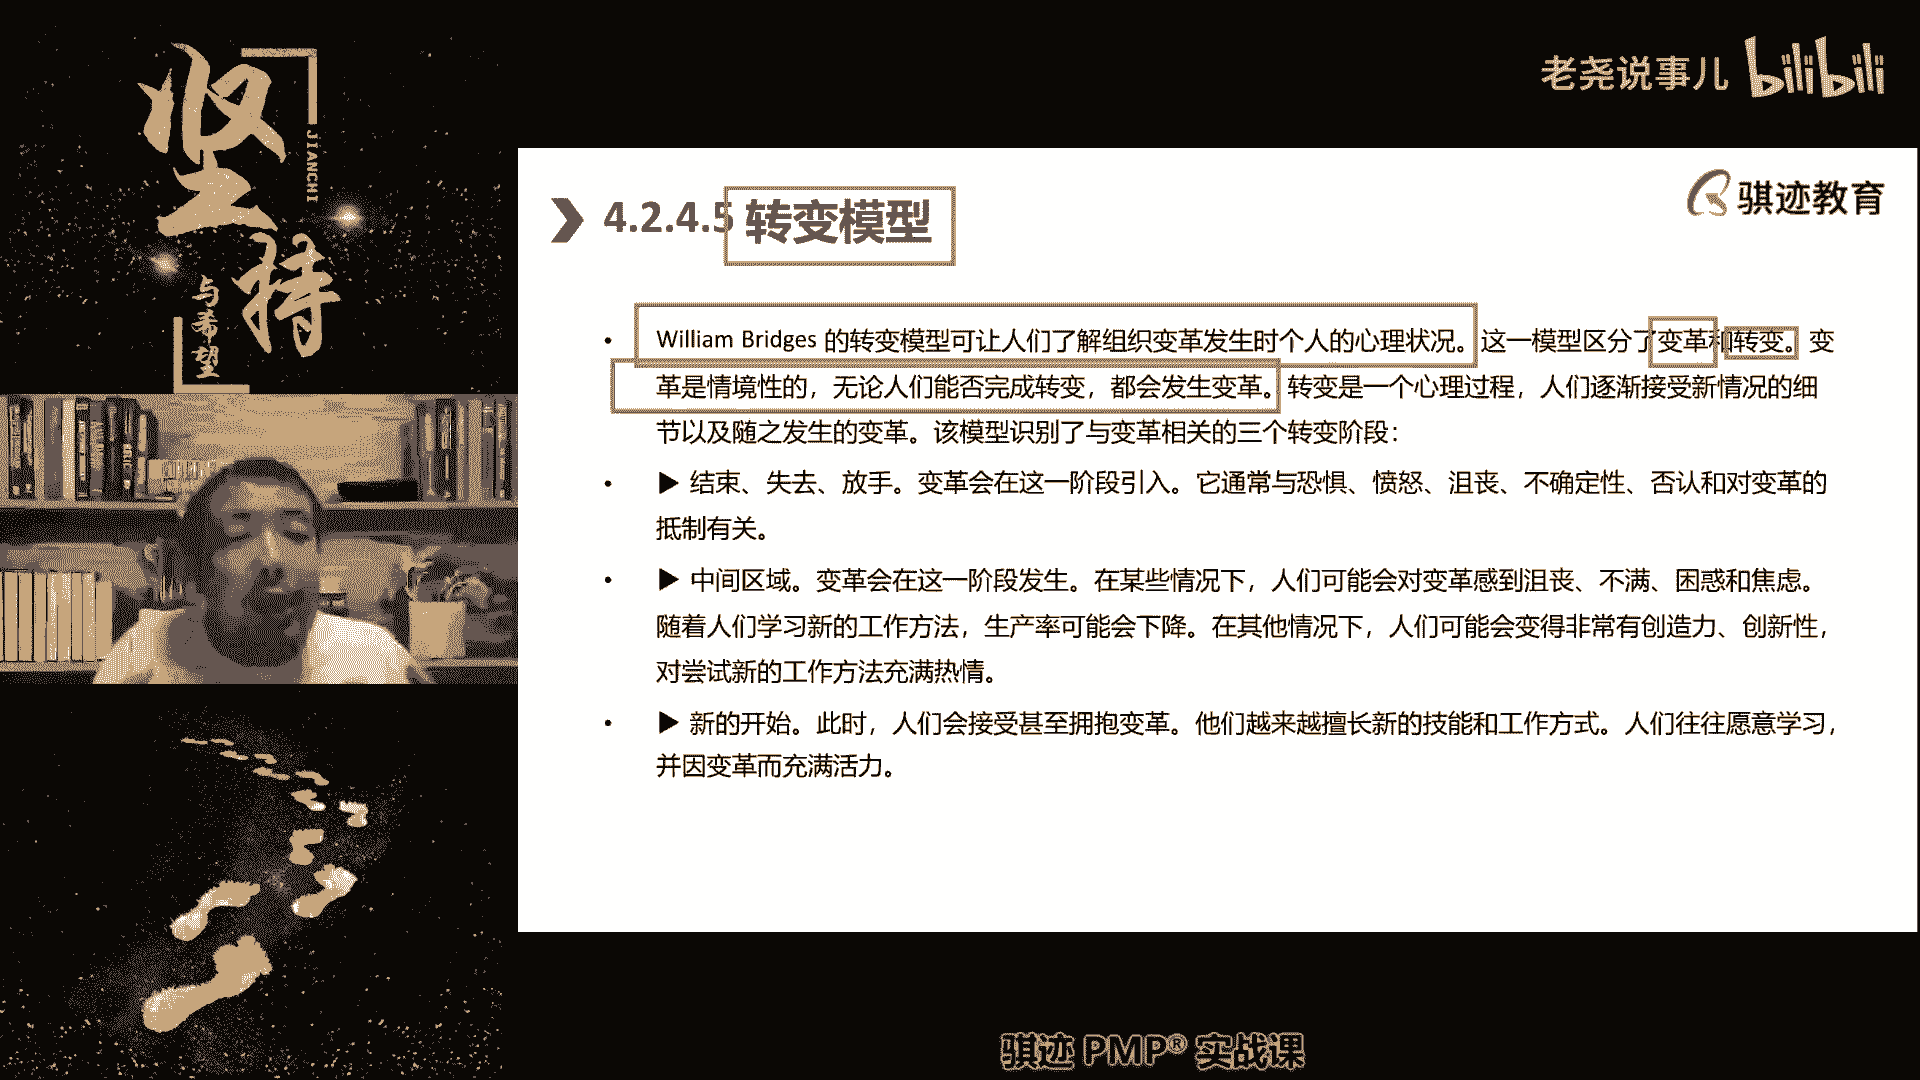 坚
持
JIANCHI
与希望
老尧说事儿 bilibili
骐迹教育
4.2.4.5 转变模型
• William Bridges 的转变模型可让人们了解组织变革发生时个人的心理状况。这一模型区分了变革和转变。变
革是情境性的，无论人们能否完成转变，都会发生变革。转变是一个心理过程，人们逐渐接受新情况的细
节以及随之发生的变革。该模型识别了与变革相关的三个转变阶段：
• ▶ 结束、失去、放手。变革会在这一阶段引入。它通常与恐惧、愤怒、沮丧、不确定性、否认和对变革的
抵制有关。
• ▶ 中间区域。变革会在这一阶段发生。在某些情况下，人们可能会对变革感到沮丧、不满、困惑和焦虑。
随着人们学习新的工作方法，生产率可能会下降。在其他情况下，人们可能会变得非常有创造力、创新性，
对尝试新的工作方法充满热情。
• ▶ 新的开始。此时，人们会接受甚至拥抱变革。他们越来越擅长新的技能和工作方式。人们往往愿意学习，
并因变革而充满活力。
骐迹 PMP® 实战课